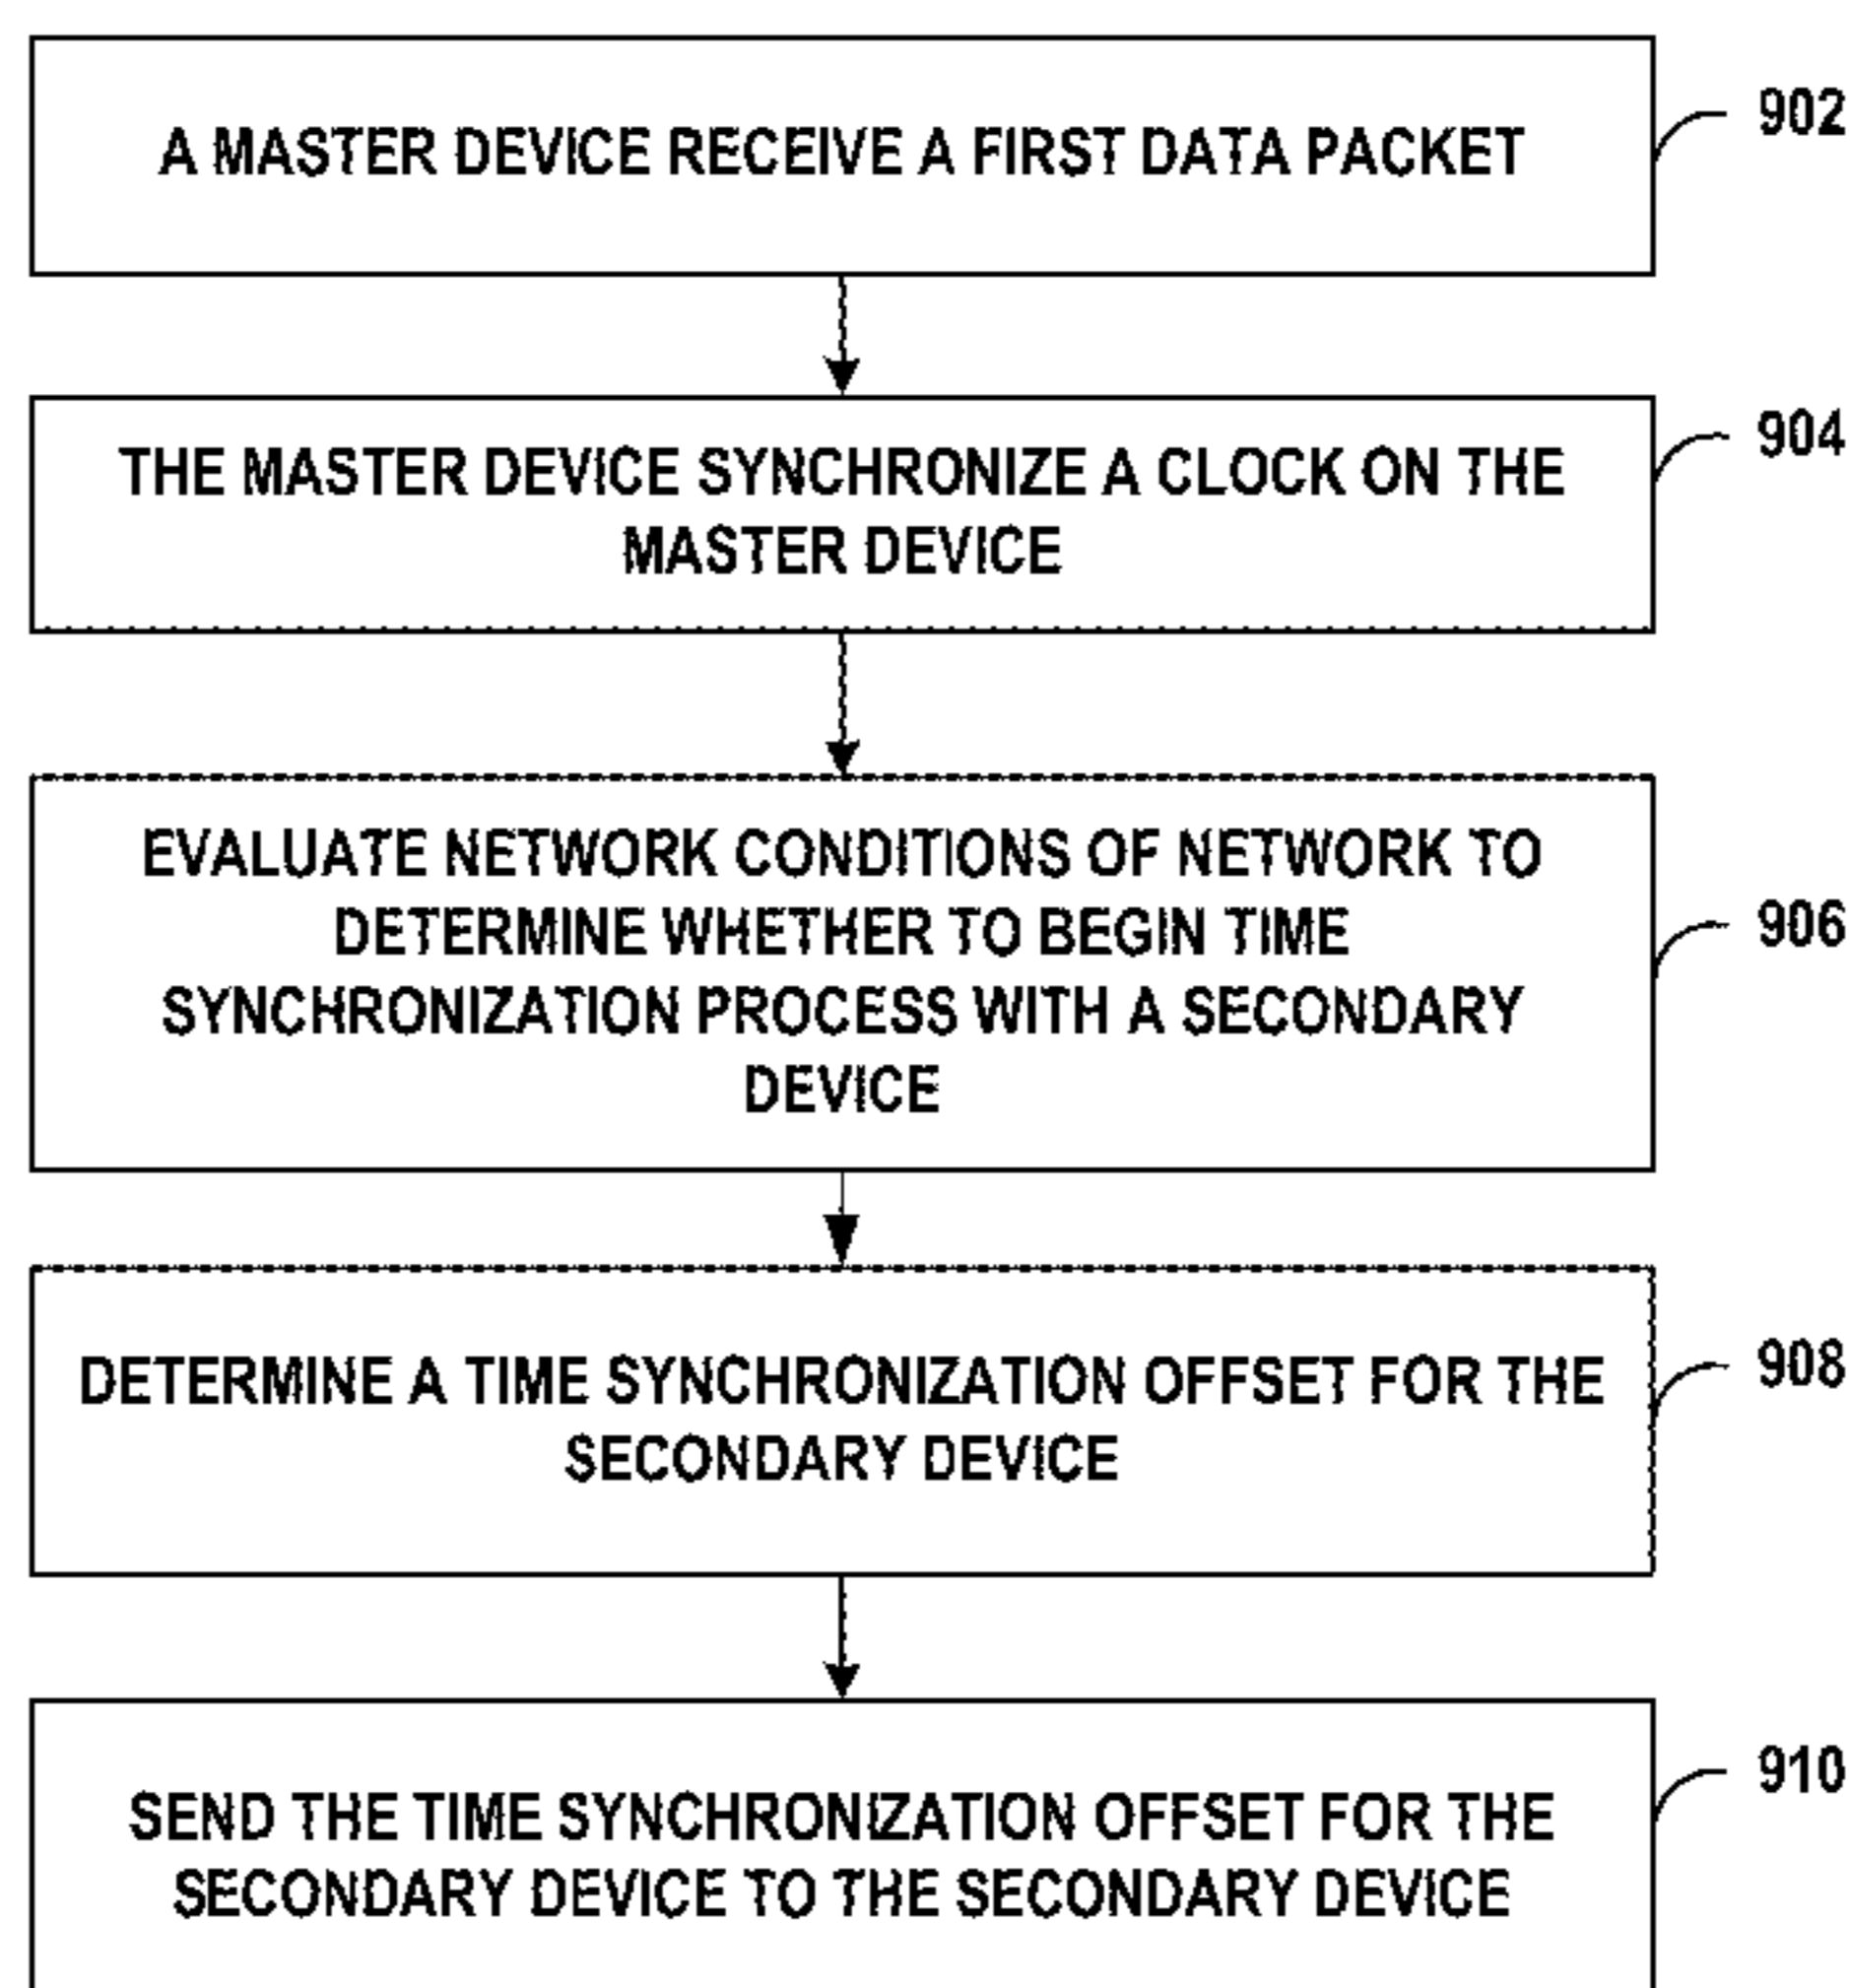 A MASTER DEVICE RECEIVE A FIRST DATA PACKET
902
THE MASTER DEVICE SYNCHRONIZE A CLOCK ON THE
MASTER DEVICE
904
EVALUATE NETWORK CONDITIONS OF NETWORK TO
DETERMINE WHETHER TO BEGIN TIME
SYNCHRONIZATION PROCESS WITH A SECONDARY
DEVICE
906
DETERMINE A TIME SYNCHRONIZATION OFFSET FOR THE
SECONDARY DEVICE
908
SEND THE TIME SYNCHRONIZATION OFFSET FOR THE
SECONDARY DEVICE TO THE SECONDARY DEVICE
910